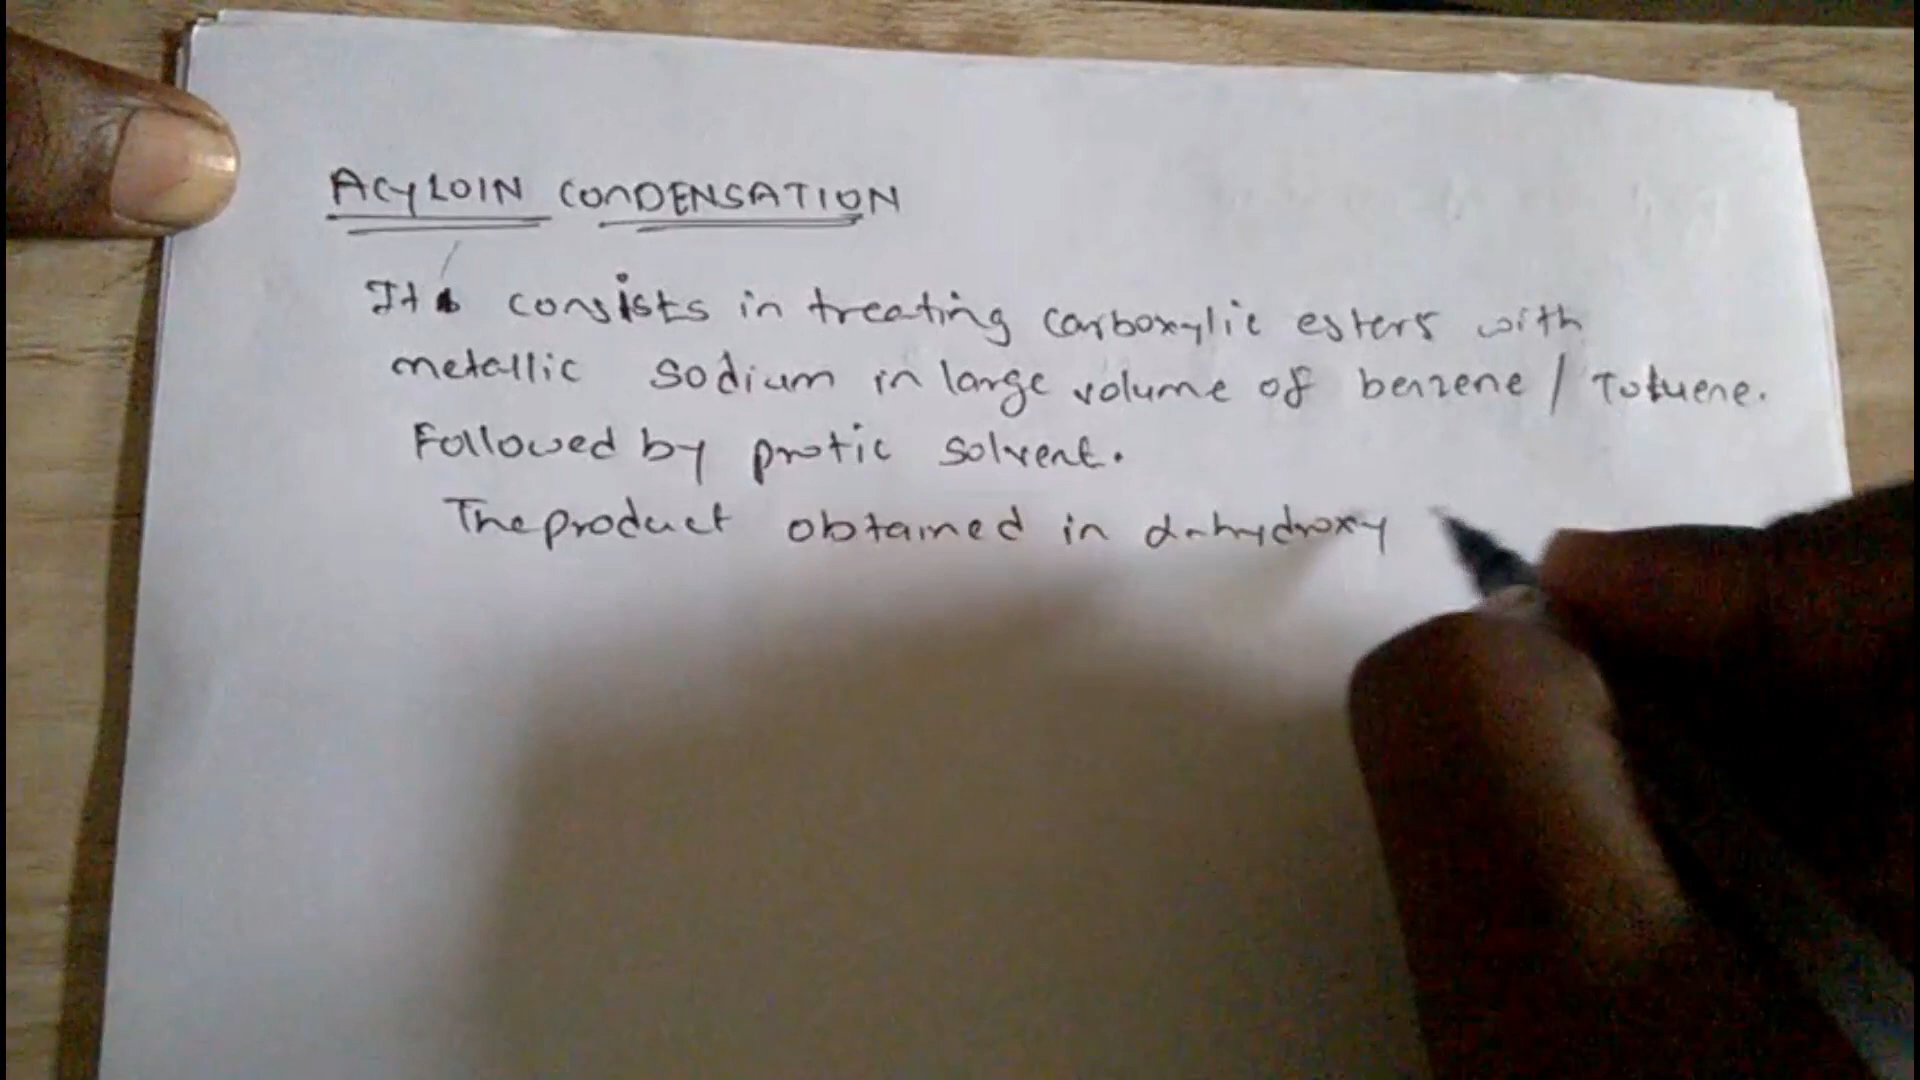 ACYLOIN CONDENSATION
It consists in treating carboxylic esters with
metallic sodium in large volume of benzene / Toluene.
Followed by protic solvent.
The product obtained in α-hydroxy